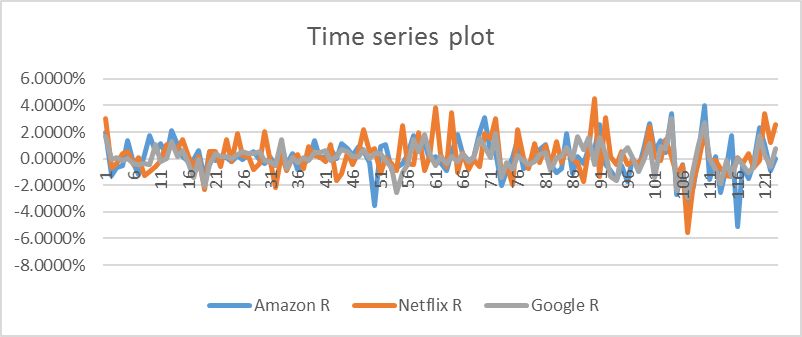 Time series plot
6.0000%
4.0000%
2.0000%
0.0000%
-2.0000%
-4.0000%
-6.0000%
-8.0000%
1 6 11 16 21 26 31 36 41 46 51 56 61 66 71 76 81 86 91 96 101 106 111 116 121
Amazon R Netflix R Google R